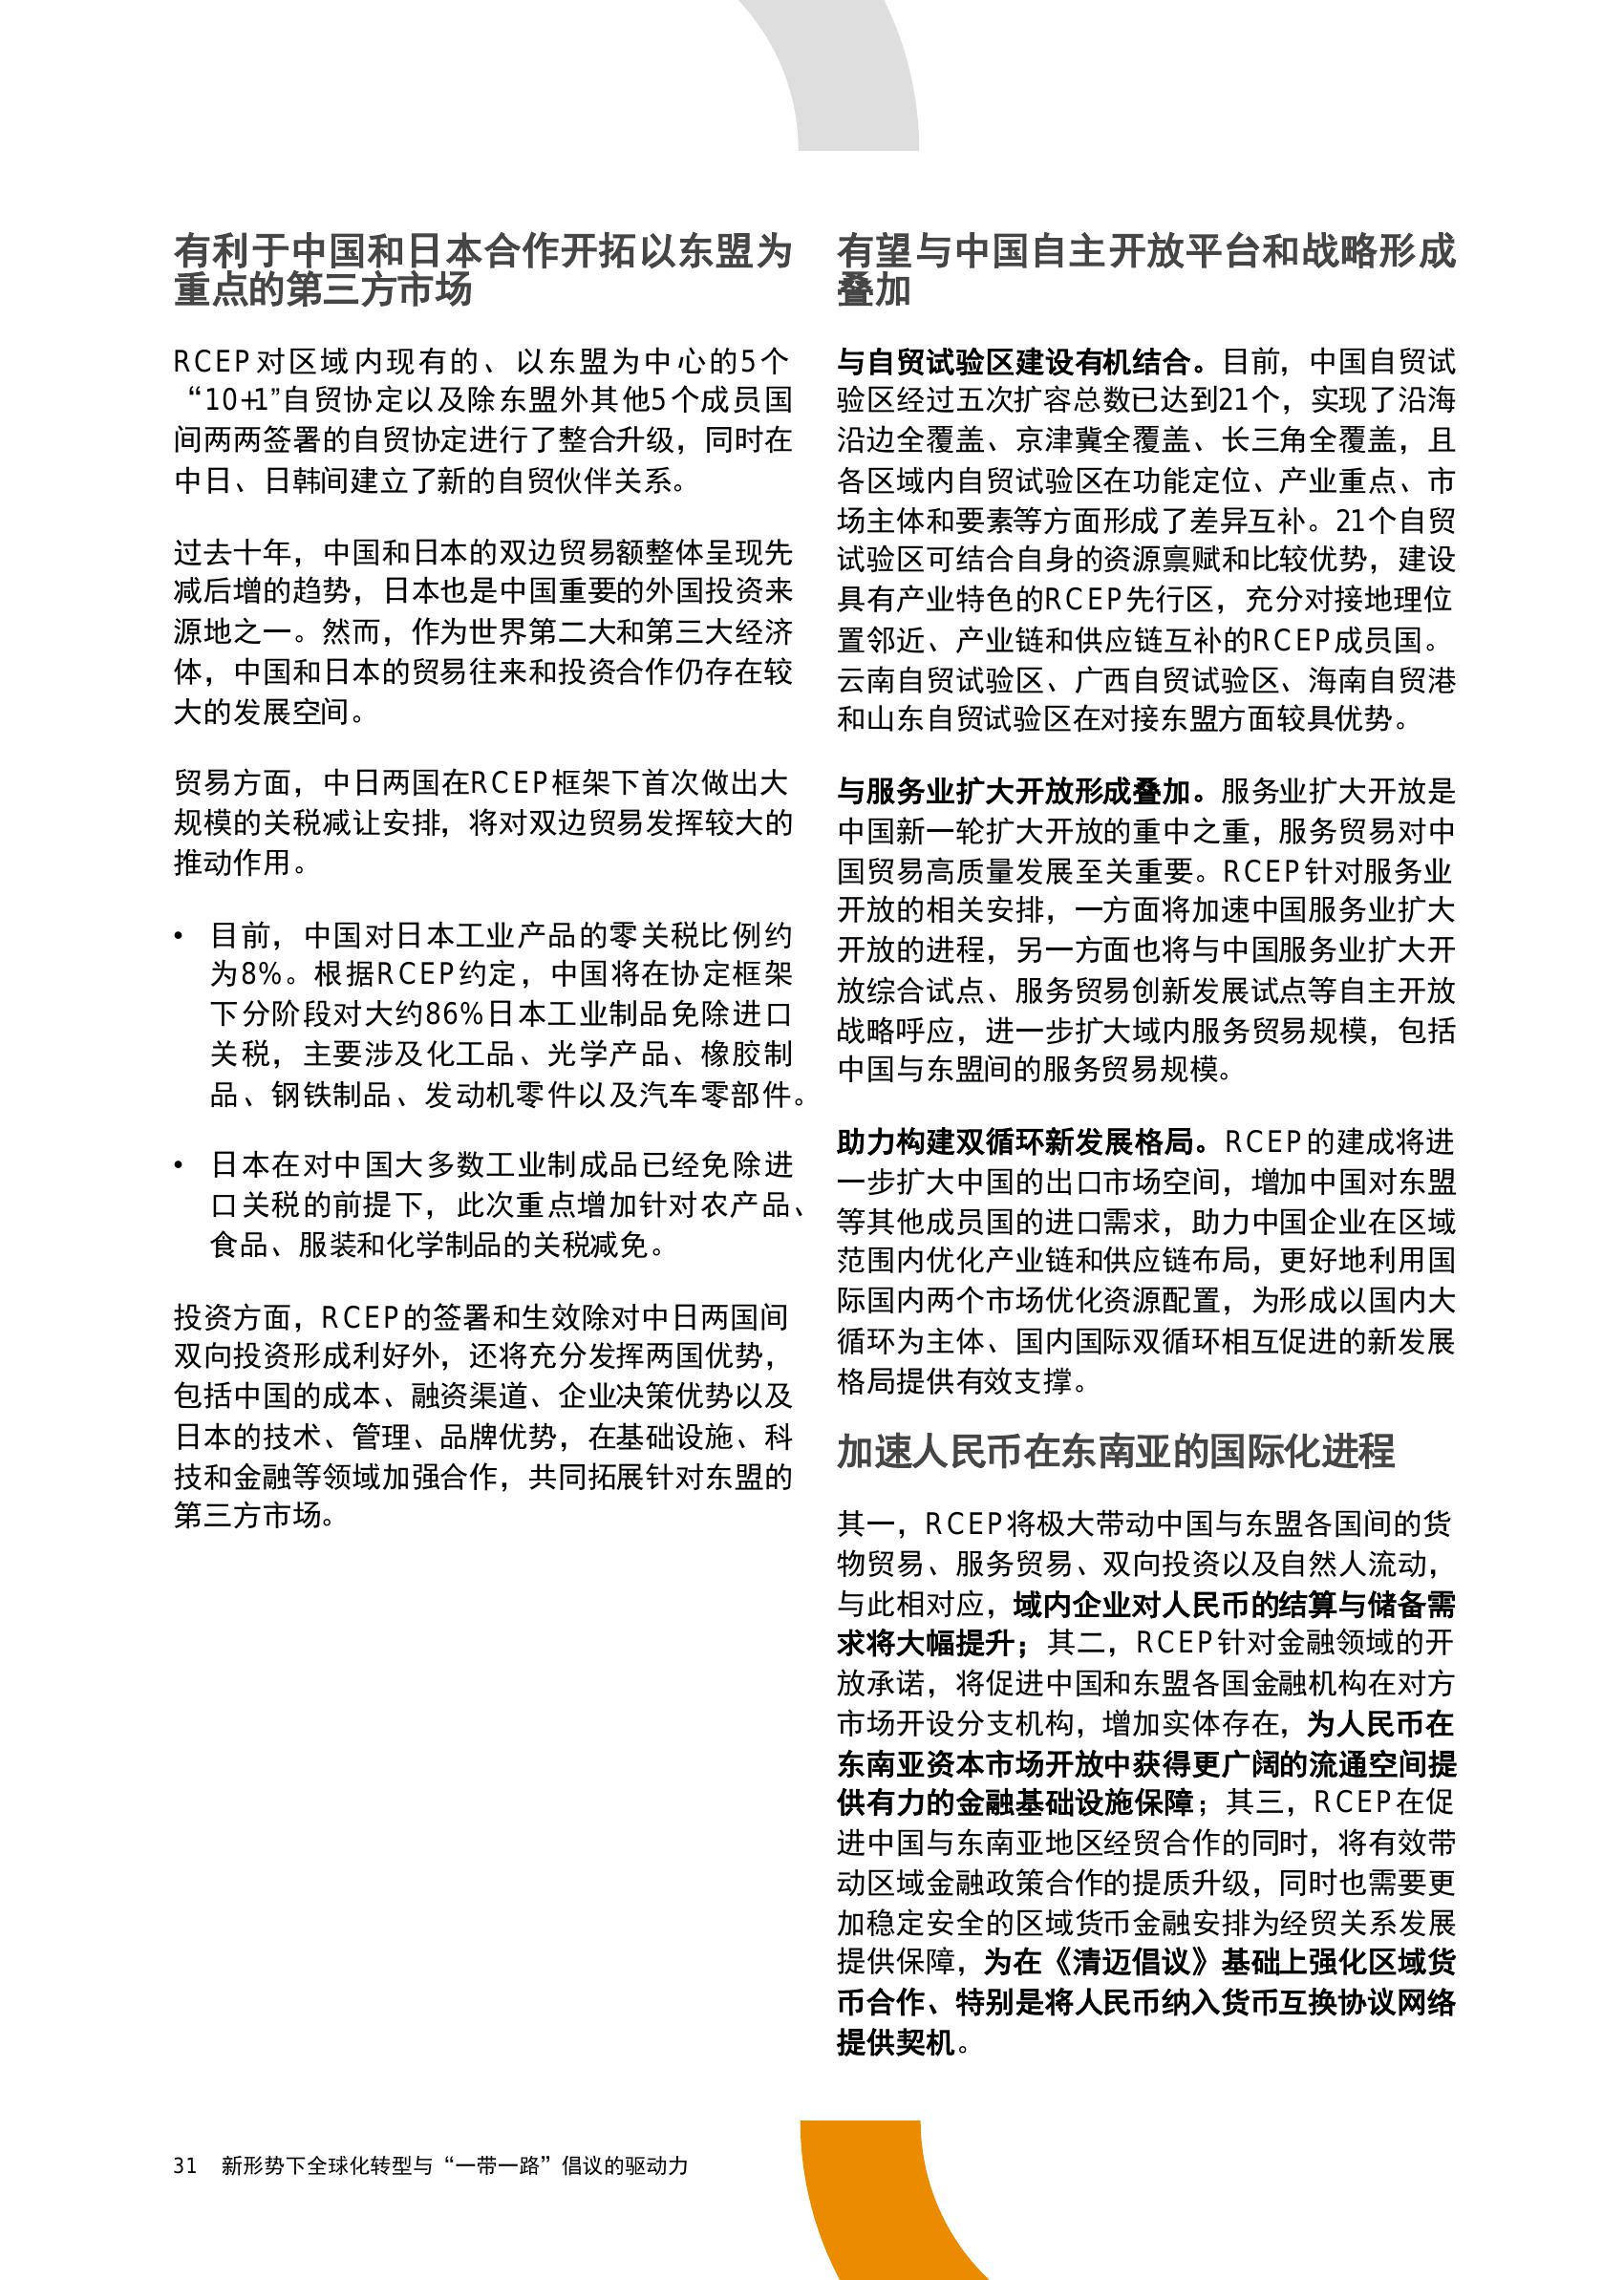 有利于中国和日本合作开拓以东盟为
重点的第三方市场
RCEP对区域内现有的、以东盟为中心的5个
“10+1”自贸协定以及除东盟外其他5个成员国
间两两签署的自贸协定进行了整合升级，同时在
中日、日韩间建立了新的自贸伙伴关系。
过去十年，中国和日本的双边贸易额整体呈现先
减后增的趋势，日本也是中国重要的外国投资来
源地之一。然而，作为世界第二大和第三大经济
体，中国和日本的贸易往来和投资合作仍存在较
大的发展空间。
贸易方面，中日两国在RCEP框架下首次做出大
规模的关税减让安排，将对双边贸易发挥较大的
推动作用。
• 目前，中国对日本工业产品的零关税比例约
为8%。根据RCEP约定，中国将在协定框架
下分阶段对大约86%日本工业制品免除进口
关税，主要涉及化工品、光学产品、橡胶制
品、钢铁制品、发动机零件以及汽车零部件。
• 日本在对中国大多数工业制成品已经免除进
口关税的前提下，此次重点增加针对农产品、
食品、服装和化学制品的关税减免。
投资方面，RCEP的签署和生效除对中日两国间
双向投资形成利好外，还将充分发挥两国优势，
包括中国的成本、融资渠道、企业决策优势以及
日本的技术、管理、品牌优势，在基础设施、科
技和金融等领域加强合作，共同拓展针对东盟的
第三方市场。
有望与中国自主开放平台和战略形成
叠加
与自贸试验区建设有机结合。目前，中国自贸试
验区经过五次扩容总数已达到21个，实现了沿海
沿边全覆盖、京津冀全覆盖、长三角全覆盖，且
各区域内自贸试验区在功能定位、产业重点、市
场主体和要素等方面形成了差异互补。21个自贸
试验区可结合自身的资源禀赋和比较优势，建设
具有产业特色的RCEP先行区，充分对接地理位
置邻近、产业链和供应链互补的RCEP成员国。
云南自贸试验区、广西自贸试验区、海南自贸港
和山东自贸试验区在对接东盟方面较具优势。
与服务业扩大开放形成叠加。服务业扩大开放是
中国新一轮扩大开放的重中之重，服务贸易对中
国贸易高质量发展至关重要。RCEP针对服务业
开放的相关安排，一方面将加速中国服务业扩大
开放的进程，另一方面也将与中国服务业扩大开
放综合试点、服务贸易创新发展试点等自主开放
战略呼应，进一步扩大域内服务贸易规模，包括
中国与东盟间的服务贸易规模。
助力构建双循环新发展格局。RCEP的建成将进
一步扩大中国的出口市场空间，增加中国对东盟
等其他成员国的进口需求，助力中国企业在区域
范围内优化产业链和供应链布局，更好地利用国
际国内两个市场优化资源配置，为形成以国内大
循环为主体、国内国际双循环相互促进的新发展
格局提供有效支撑。
加速人民币在东南亚的国际化进程
其一，RCEP将极大带动中国与东盟各国间的货
物贸易、服务贸易、双向投资以及自然人流动，
与此相对应，域内企业对人民币的结算与储备需
求将大幅提升；其二，RCEP针对金融领域的开
放承诺，将促进中国和东盟各国金融机构在对方
市场开设分支机构，增加实体存在，为人民币在
东南亚资本市场开放中获得更广阔的流通空间提
供有力的金融基础设施保障；其三，RCEP在促
进中国与东南亚地区经贸合作的同时，将有效带
动区域金融政策合作的提质升级，同时也需要更
加稳定安全的区域货币金融安排为经贸关系发展
提供保障，为在《清迈倡议》基础上强化区域货
币合作、特别是将人民币纳入货币互换协议网络
提供契机。
31 新形势下全球化转型与“一带一路”倡议的驱动力